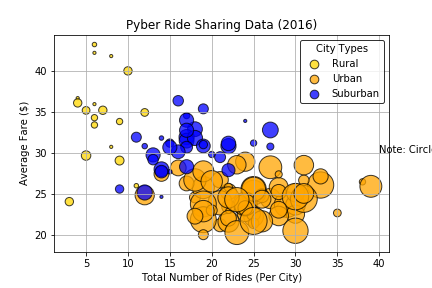 Pyber Ride Sharing Data (2016)
City Types
Rural
Urban
Suburban
Note: Circl
Average Fare ($)
40
35
30
25
20
5
10
15
20
25
30
35
40
Total Number of Rides (Per City)